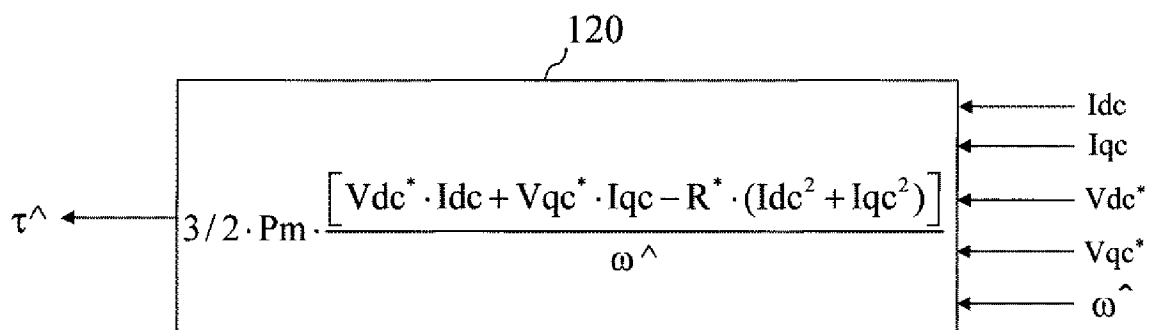 120
Idc
Iqc
Vdc*
Vqc*
ω^
τ^
3/2·Pm· [Vdc*·Idc+Vqc*·Iqc−R*·(Idc²+Iqc²)]
ω^